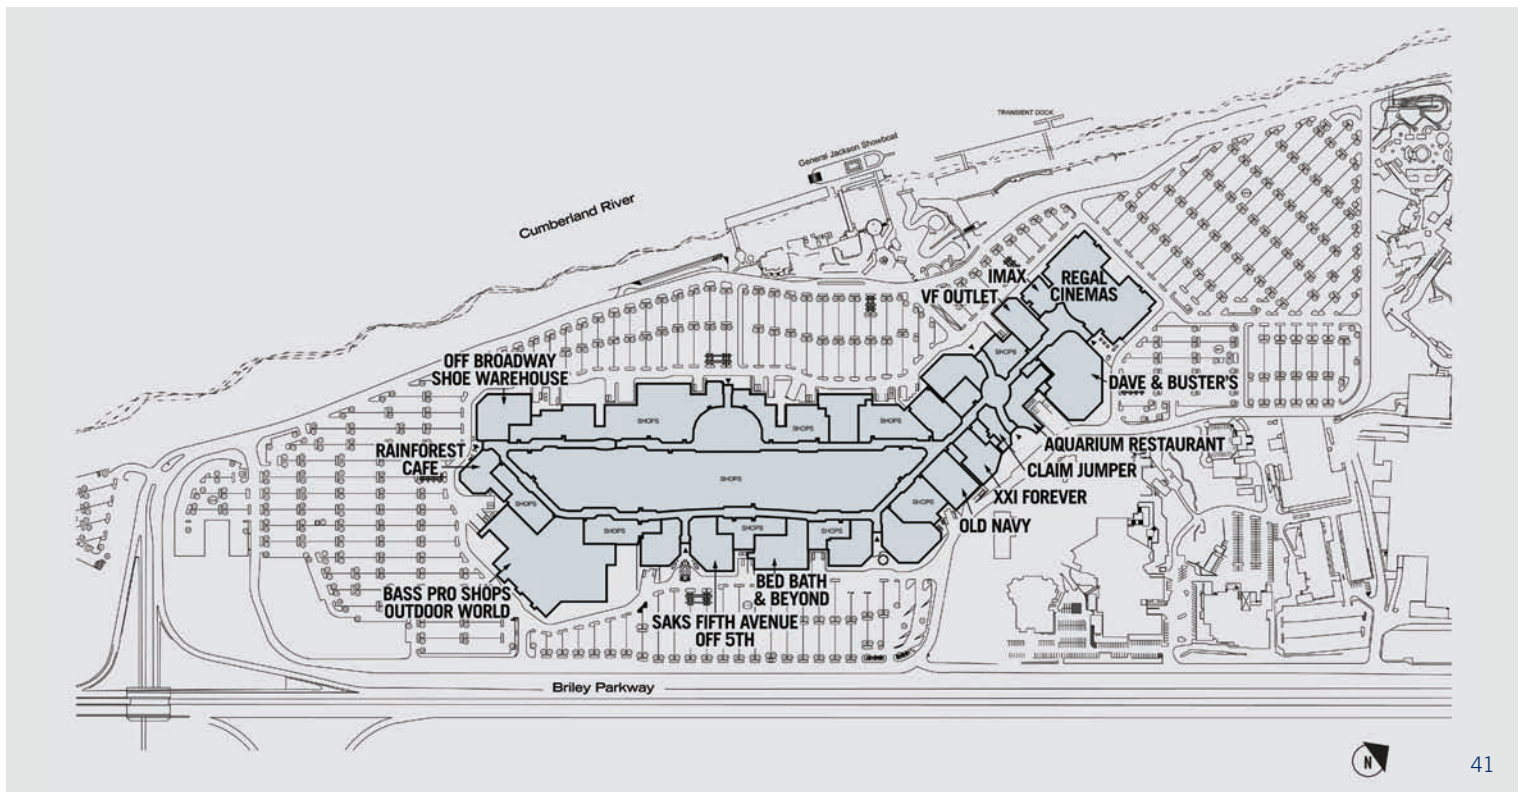 TRANSIENT DOCK
General Jackson Showboat
Cumberland River
IMAX
REGAL
CINEMAS
VF OUTLET
SHOPS
OFF BROADWAY
SHOE WAREHOUSE
DAVE & BUSTER'S
SHOPS
SHOPS
SHOPS
RAINFOREST
CAFE
AQUARIUM RESTAURANT
CLAIM JUMPER
SHOPS
XXI FOREVER
SHOPS
SHOPS
OLD NAVY
SHOPS
SHOPS
SHOPS
BASS PRO SHOPS
OUTDOOR WORLD
BED BATH
& BEYOND
SAKS FIFTH AVENUE
OFF 5TH
Briley Parkway
N
41